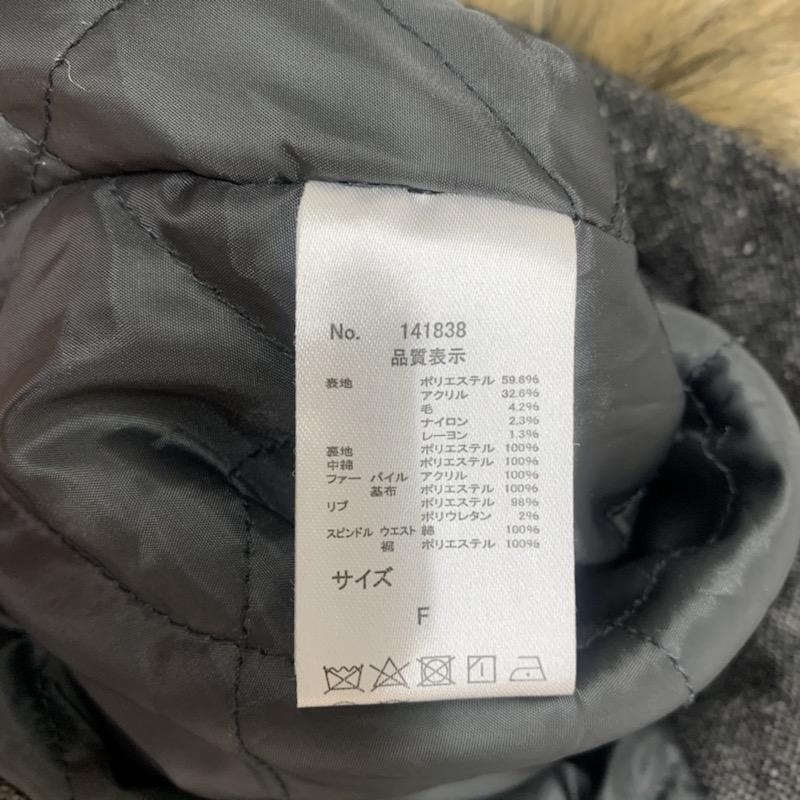 No. 141838
品質表示
表地 ポリエステル 59.6%
アクリル 32.6%
毛 4.2%
ナイロン 2.3%
レーヨン 1.3%
裏地 ポリエステル 100%
中綿 ポリエステル 100%
ファー パイル アクリル 100%
基布 ポリエステル 100%
リブ ポリエステル 98%
ポリウレタン 2%
スピンドル ウエスト 綿 100%
裾 ポリエステル 100%
サイズ
F